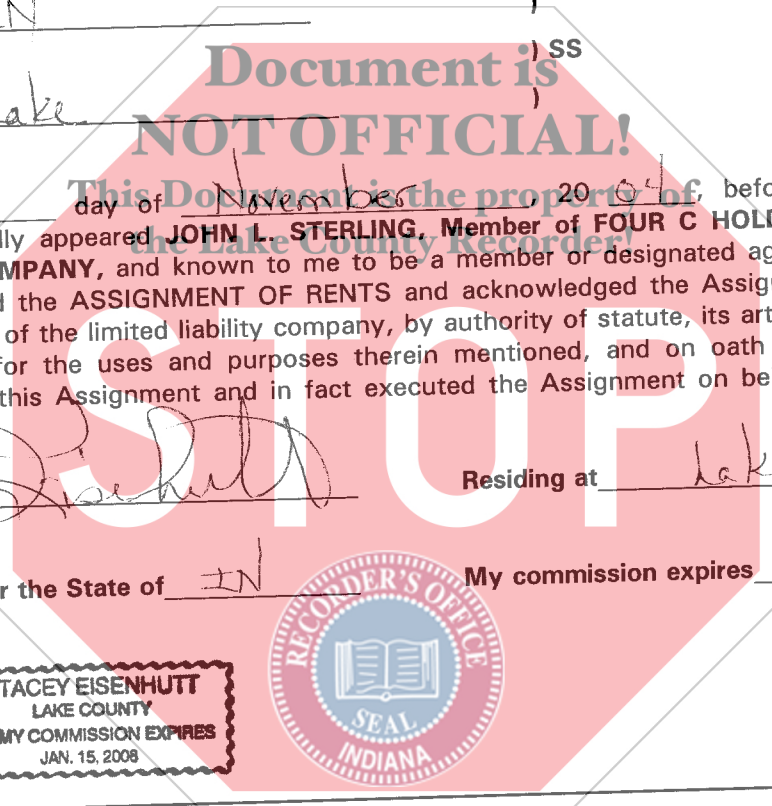 IN )
Document is
) SS
ake )
NOT OFFICIAL!
This Document is the property of
the Lake County Recorder!
day of November, 20 04, befo
lly appeared JOHN L. STERLING, Member of FOUR C HOLD
MPANY, and known to me to be a member or designated ag
d the ASSIGNMENT OF RENTS and acknowledged the Assig
of the limited liability company, by authority of statute, its art
for the uses and purposes therein mentioned, and on oath
this Assignment and in fact executed the Assignment on be
STOP
Eisenhutt
Residing at Lak
r the State of IN
My commission expires
RECORDER'S OFFICE
SEAL
INDIANA
TACEY EISENHUTT
LAKE COUNTY
MY COMMISSION EXPIRES
JAN. 15, 2008